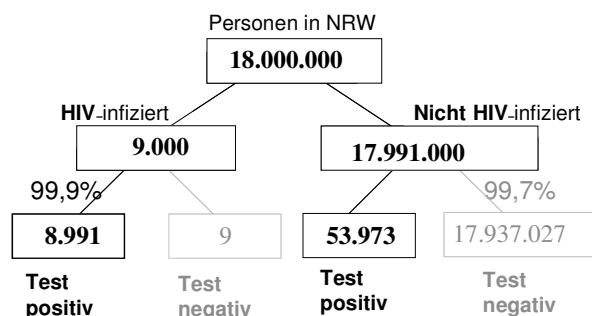 Personen in NRW
18.000.000
HIV-infiziert
Nicht HIV-infiziert
9.000
17.991.000
99,9%
99,7%
8.991
9
53.973
17.937.027
Test
positiv
Test
negativ
Test
positiv
Test
negativ